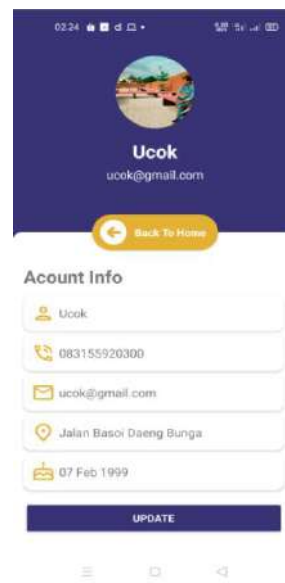 02.24
Ucok
ucok@gmail.com
Back To Home
Acount Info
Ucok
083155920300
ucok@gmail.com
Jalan Basoi Daeng Bunga
07 Feb 1999
UPDATE